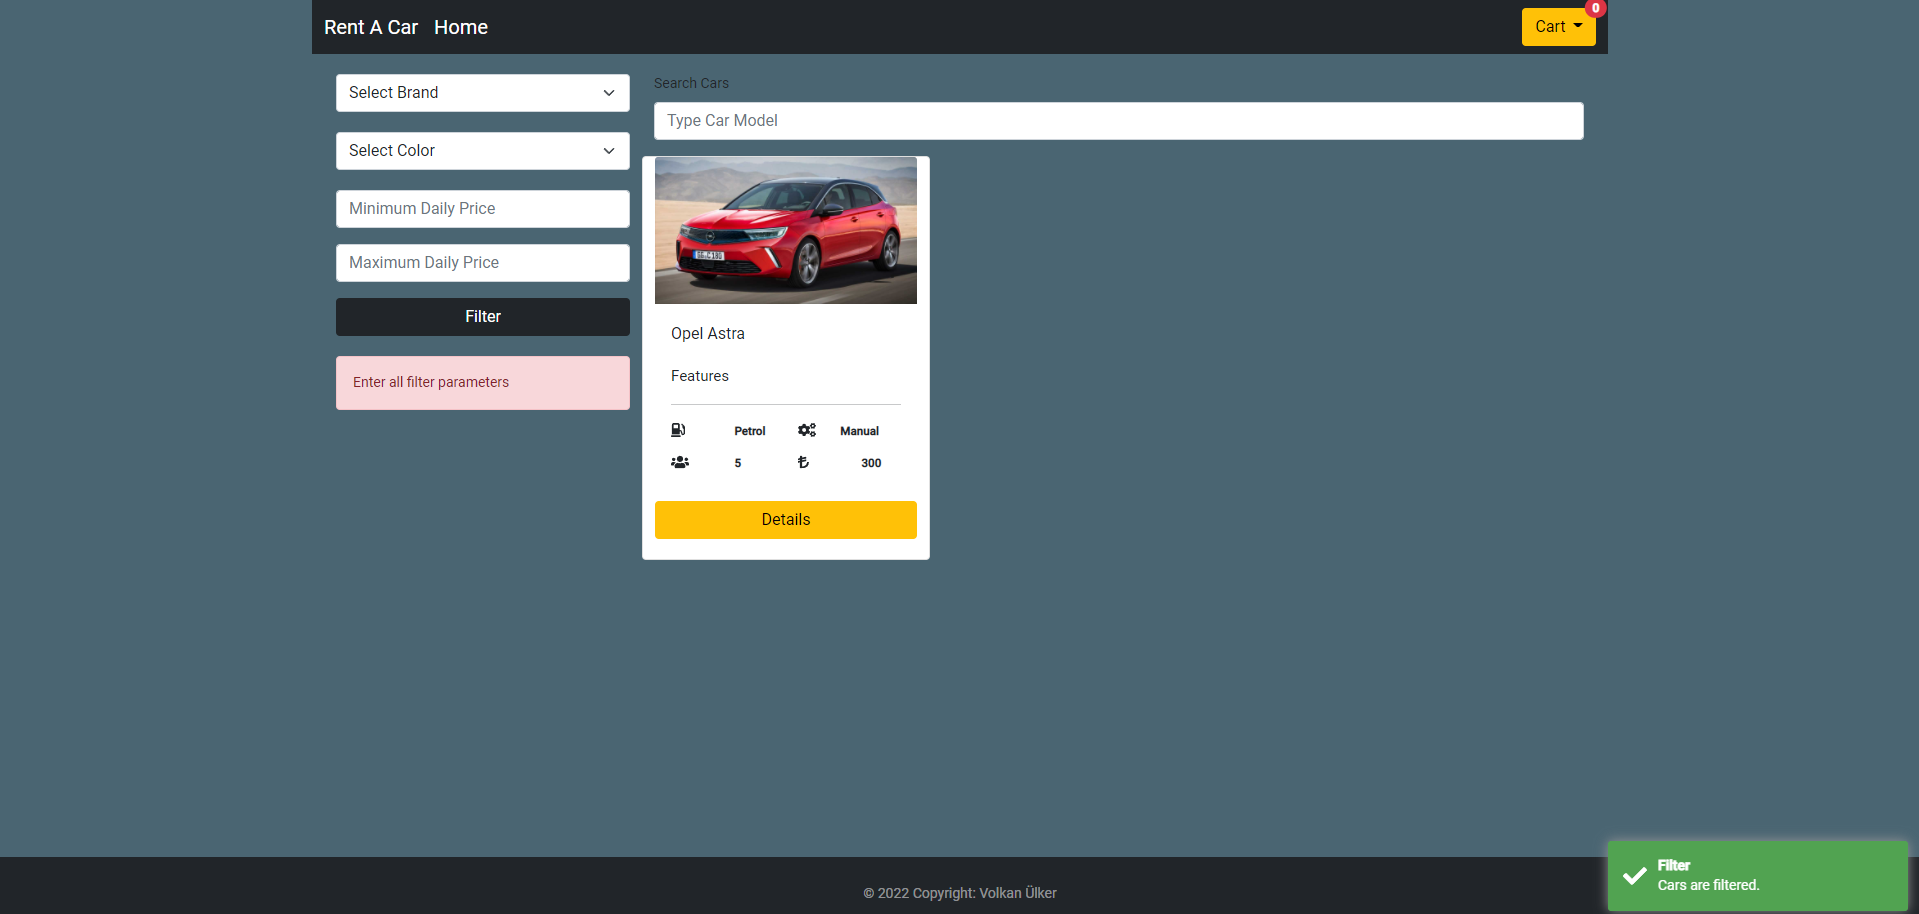 Rent A Car Home
Cart
0
Select Brand
Select Color
Minimum Daily Price
Maximum Daily Price
Filter
Enter all filter parameters
Search Cars
Type Car Model
Opel Astra
Features
Petrol Manual
5 300
Details
© 2022 Copyright: Volkan Ülker
Filter
Cars are filtered.